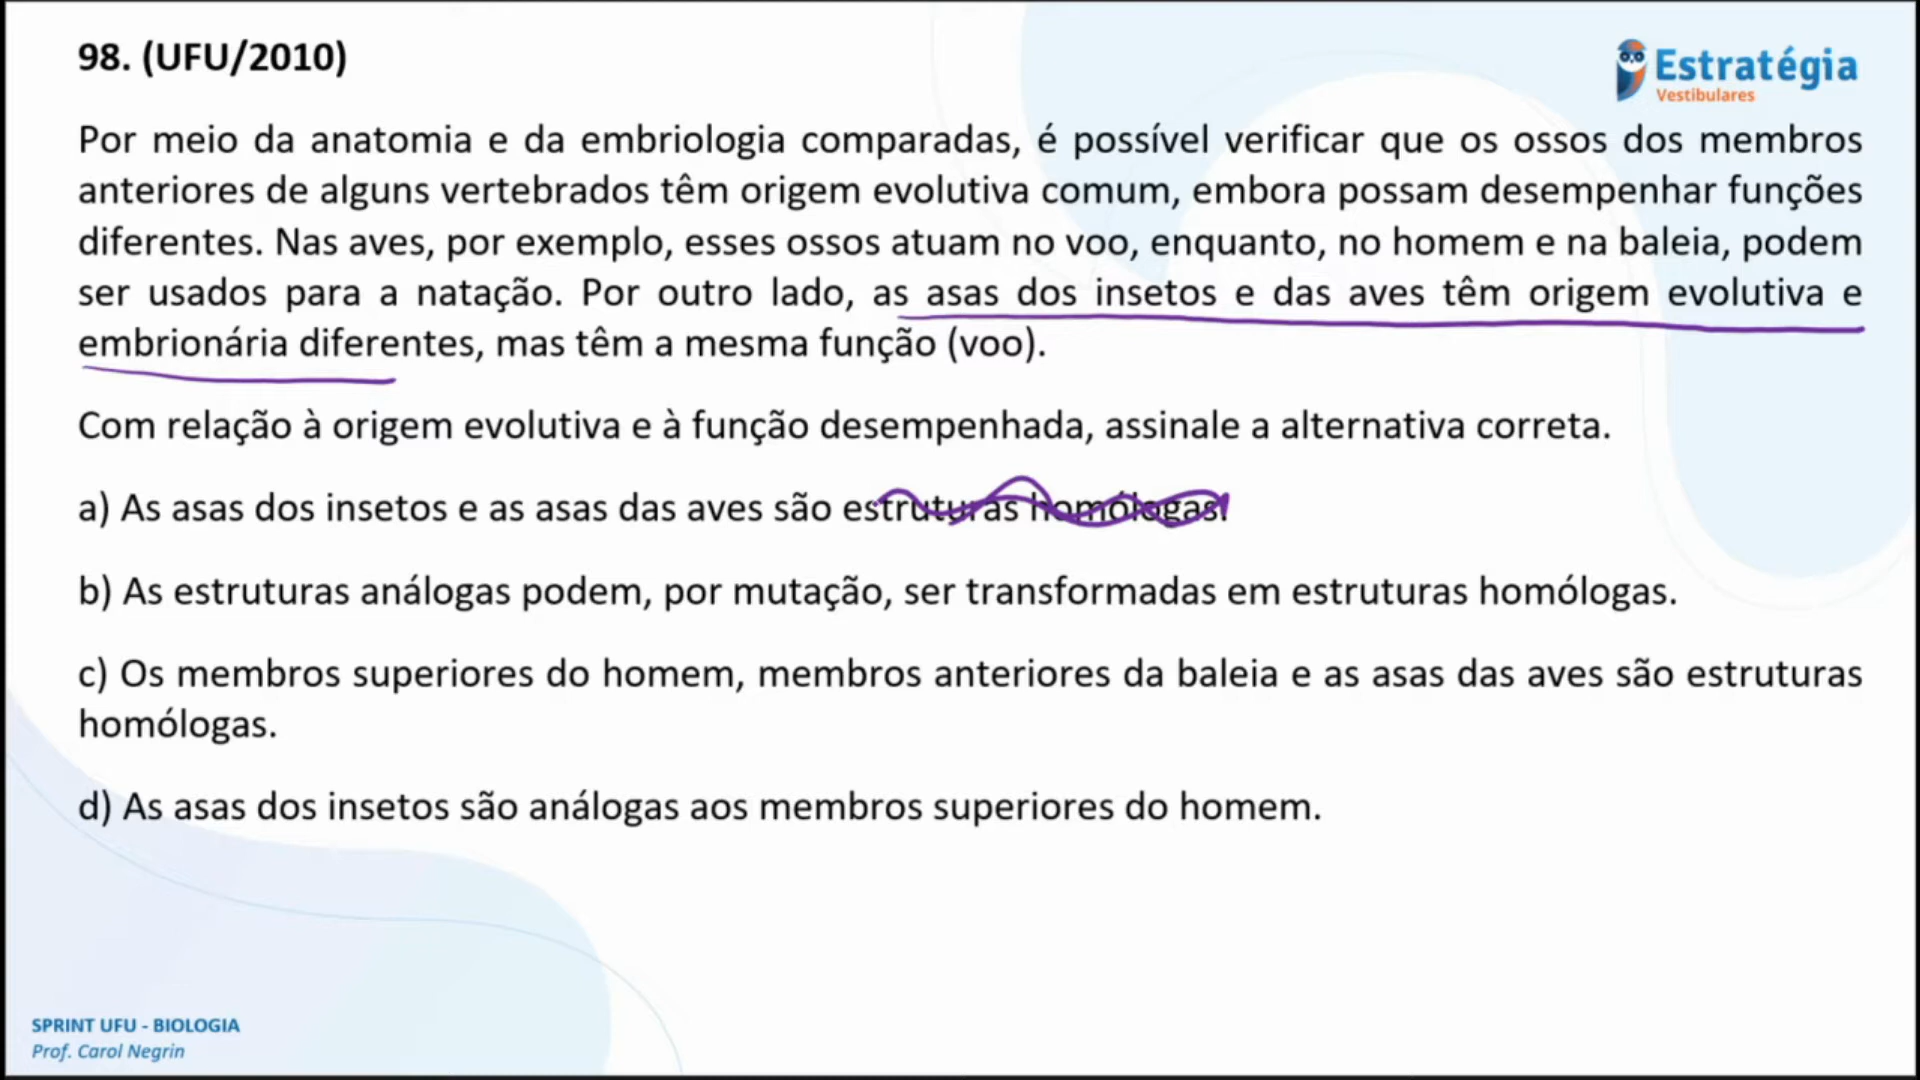 98. (UFU/2010)
Estratégia
Vestibulares
Por meio da anatomia e da embriologia comparadas, é possível verificar que os ossos dos membros
anteriores de alguns vertebrados têm origem evolutiva comum, embora possam desempenhar funções
diferentes. Nas aves, por exemplo, esses ossos atuam no voo, enquanto, no homem e na baleia, podem
ser usados para a natação. Por outro lado, as asas dos insetos e das aves têm origem evolutiva e
embrionária diferentes, mas têm a mesma função (voo).
Com relação à origem evolutiva e à função desempenhada, assinale a alternativa correta.
a) As asas dos insetos e as asas das aves são estruturas homólogas.
b) As estruturas análogas podem, por mutação, ser transformadas em estruturas homólogas.
c) Os membros superiores do homem, membros anteriores da baleia e as asas das aves são estruturas
homólogas.
d) As asas dos insetos são análogas aos membros superiores do homem.
SPRINT UFU - BIOLOGIA
Prof. Carol Negrin